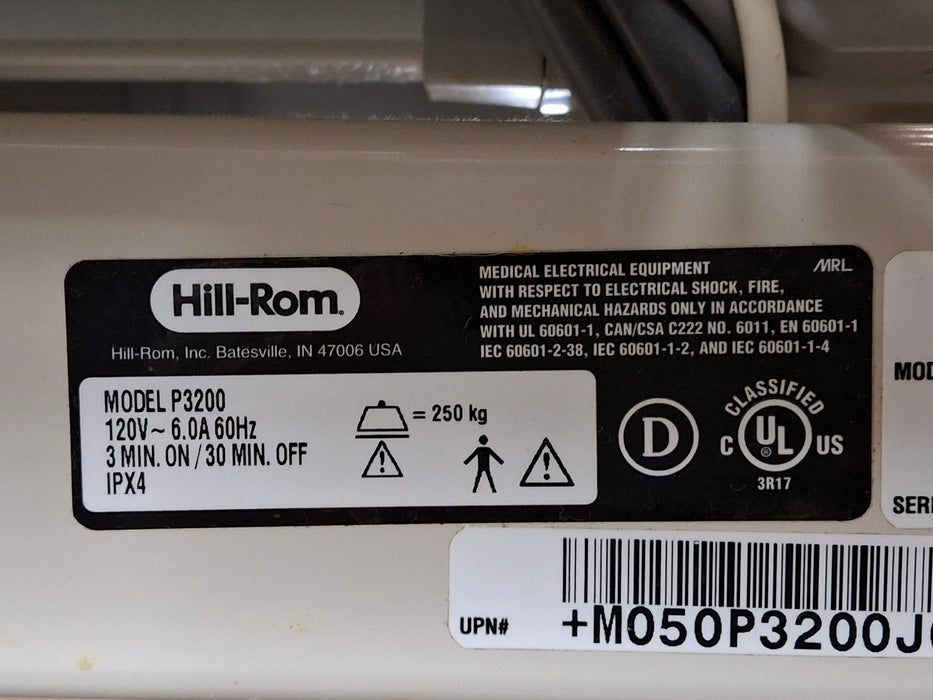 Hill-Rom.
Hill-Rom, Inc. Batesville, IN 47006 USA
MEDICAL ELECTRICAL EQUIPMENT
WITH RESPECT TO ELECTRICAL SHOCK, FIRE,
AND MECHANICAL HAZARDS ONLY IN ACCORDANCE
WITH UL 60601-1, CAN/CSA C222 NO. 6011, EN 60601-1
IEC 60601-2-38, IEC 60601-1-2, AND IEC 60601-1-4
MRL
MODEL P3200
120V~ 6.0A 60Hz
3 MIN. ON / 30 MIN. OFF
IPX4
= 250 kg
D
CLASSIFIED
C UL® US
3R17
MOD
SERI
UPN#
+M050P3200J